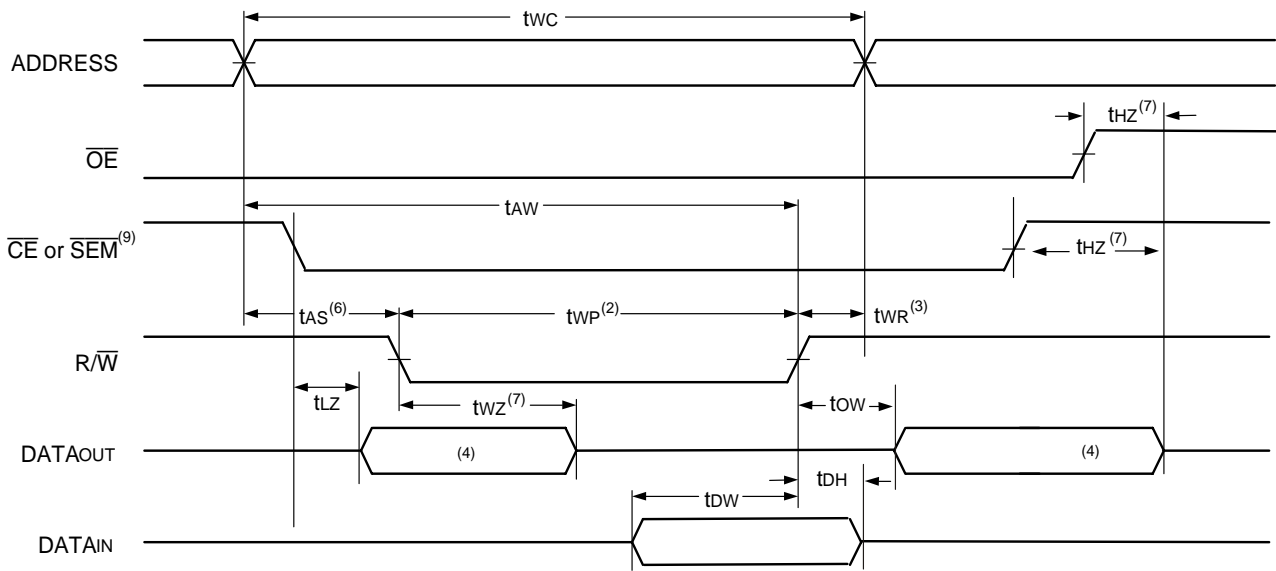 tWC
ADDRESS
tHZ(7)
OE
tAW
CE or SEM(9)
tHZ(7)
tAS(6)
tWP(2)
tWR(3)
R/W
tLZ
tWZ(7)
tOW
DATAOUT
(4)
(4)
tDH
tDW
DATAIN